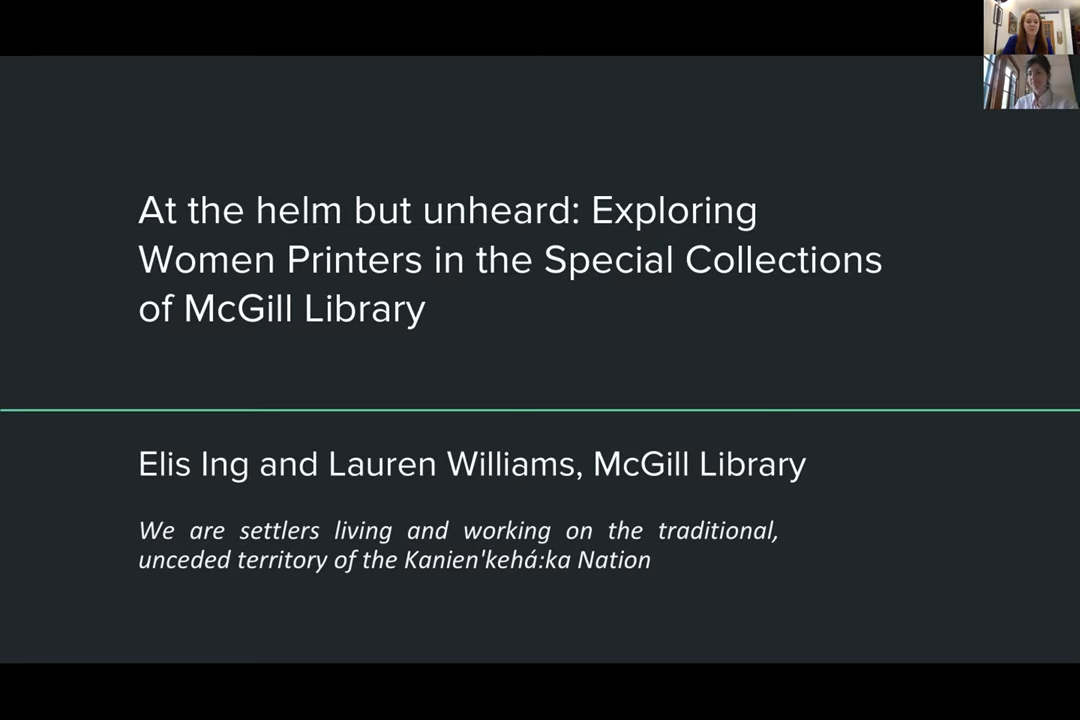 At the helm but unheard: Exploring
Women Printers in the Special Collections
of McGill Library
Elis Ing and Lauren Williams, McGill Library
We are settlers living and working on the traditional,
unceded territory of the Kanien'kehá:ka Nation